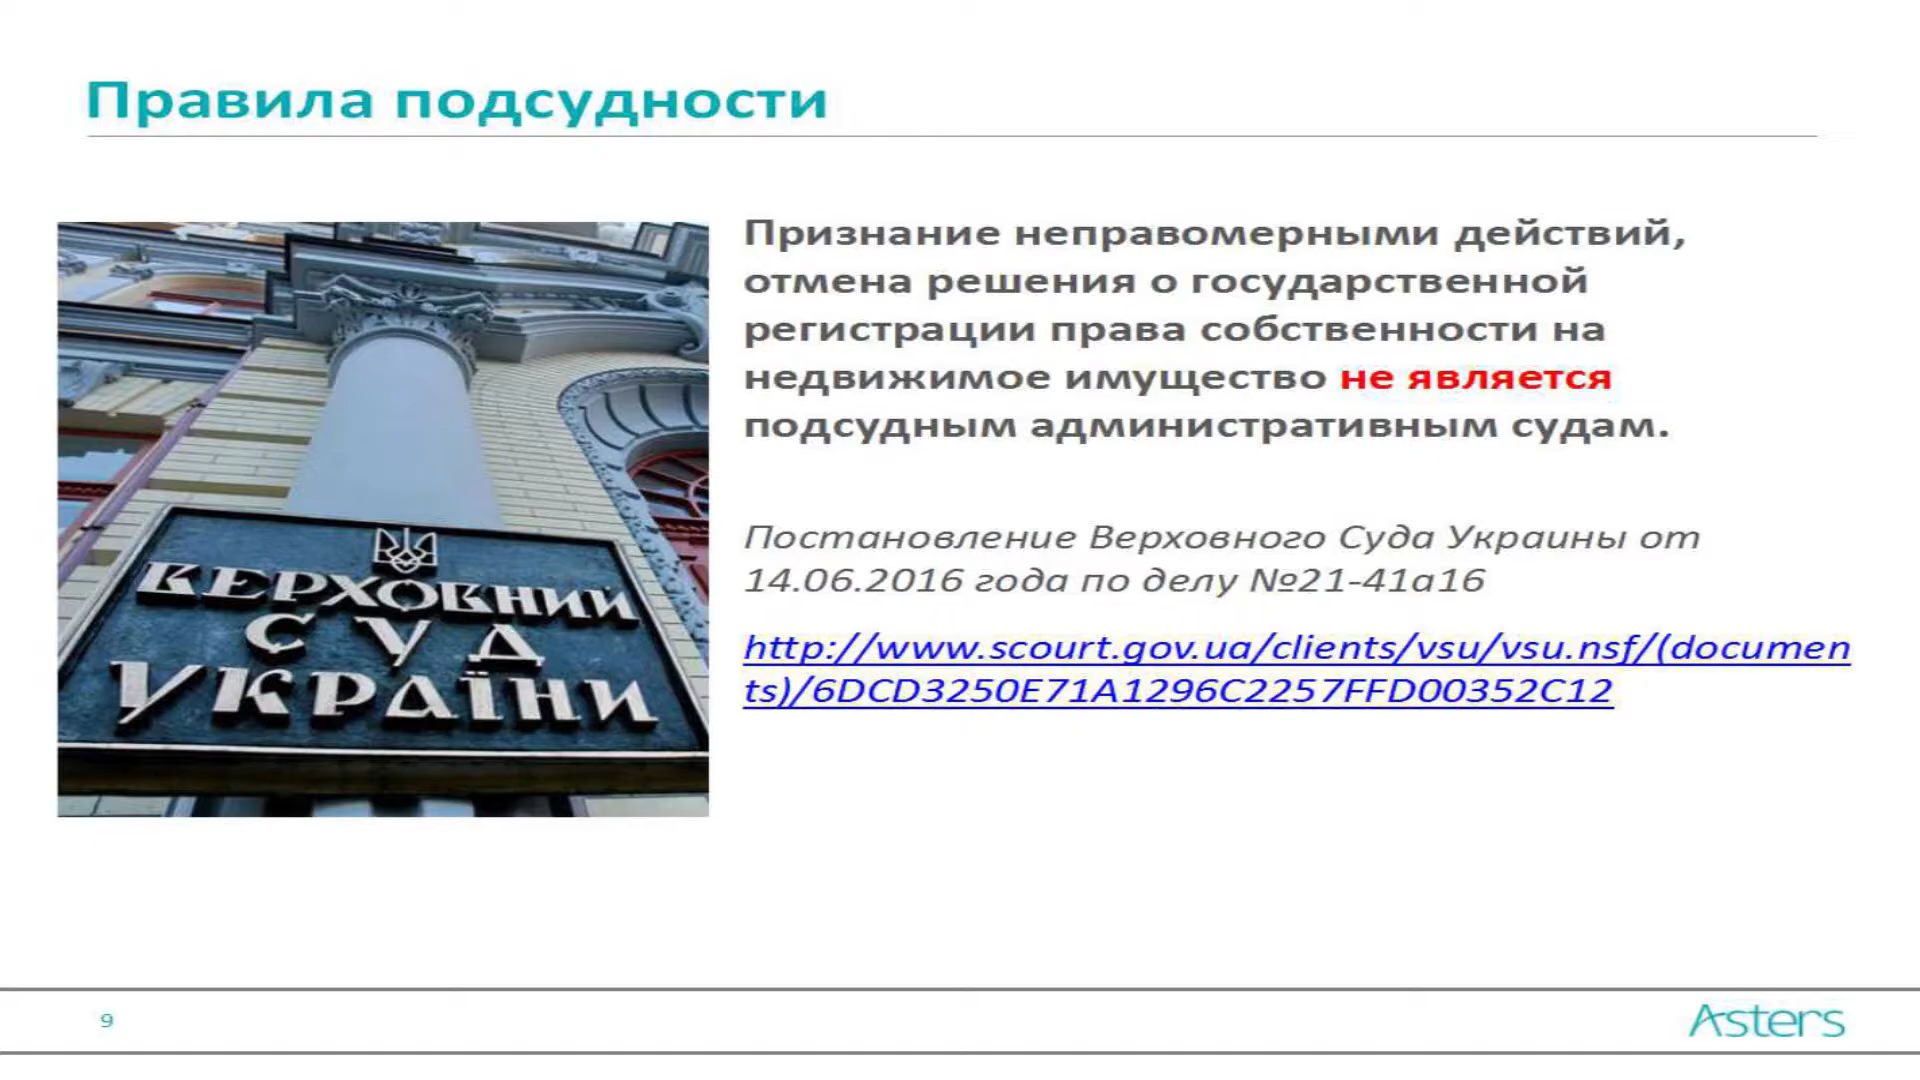 Правила подсудности
Признание неправомерными действий,
отмена решения о государственной
регистрации права собственности на
недвижимое имущество не является
подсудным административным судам.
Постановление Верховного Суда Украины от
14.06.2016 года по делу №21-41а16
http://www.scourt.gov.ua/clients/vsu/vsu.nsf/(documen
ts)/6DCD3250E71A1296C2257FFD00352C12
ВЕРХОВНИЙ
СУД
УКРАЇНИ
9
Asters